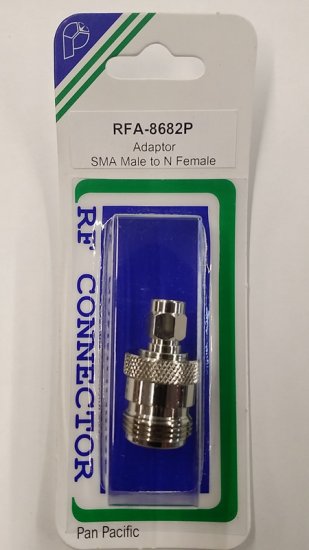 RFA-8682P
Adaptor
SMA Male to N Female
RF CONNECTOR
Pan Pacific